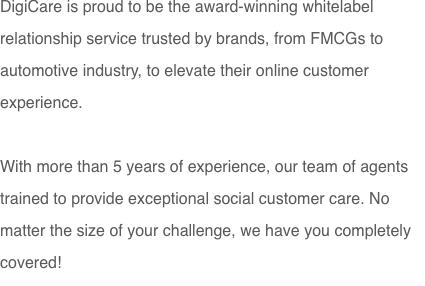 DigiCare is proud to be the award-winning whitelabel
relationship service trusted by brands, from FMCGs to
automotive industry, to elevate their online customer
experience.
With more than 5 years of experience, our team of agents
trained to provide exceptional social customer care. No
matter the size of your challenge, we have you completely
covered!